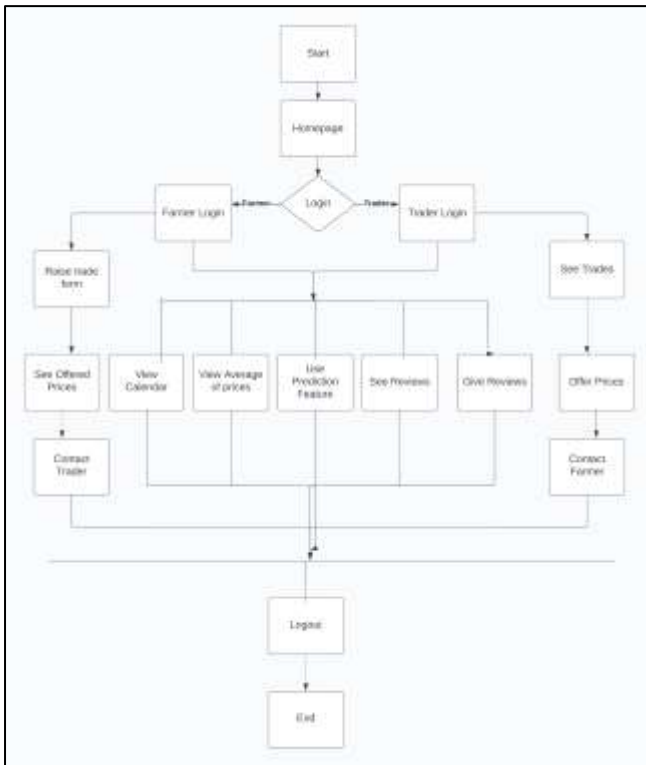 Start
Homepage
Login
Farmer
Trader
Farmer Login
Trader Login
Raise trade
form
See Trades
See Offered
Prices
View
Calendar
View Average
of prices
Use
Prediction
Feature
See Reviews
Give Reviews
Offer Prices
Contact
Trader
Contact
Farmer
Logout
End